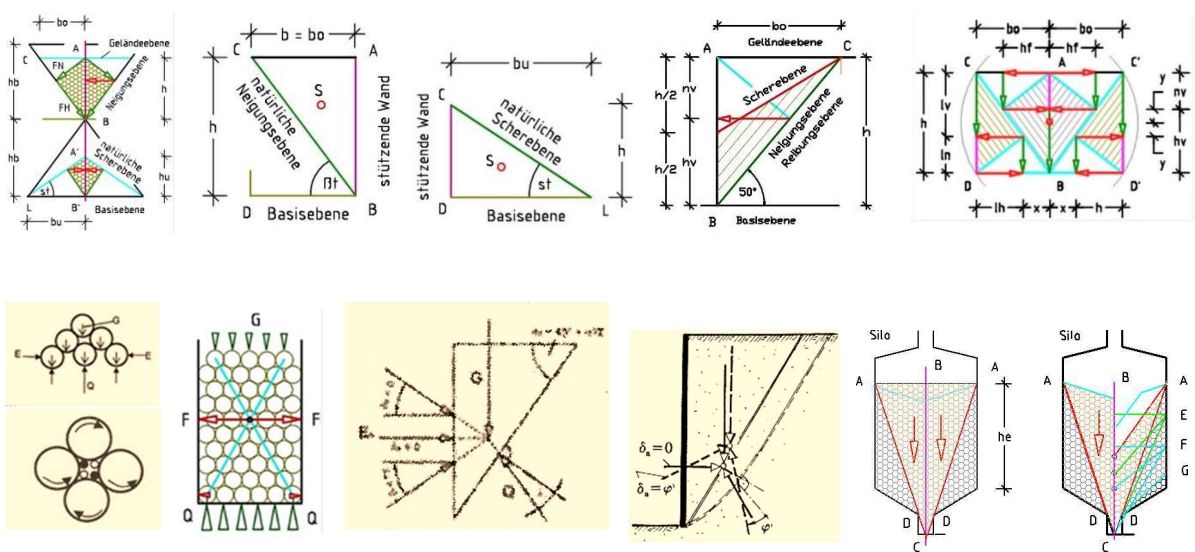 bo
A
Geländeebene
C
FN
Neigungsebene
hb
h
FH
B
hb
A'
natürliche
Scherebene
hu
st
L
B'
Basisebene
bu
b = bo
C
A
natürliche
Neigungsebene
S
h
stützende Wand
ßt
D
Basisebene
B
bu
C
natürliche
Scherebene
stützende Wand
S
h
st
D
Basisebene
L
bo
A
Geländeebene
C
Scherebene
h/2
hv
h
Neigungsebene
Reibungsebene
h/2
50°
B
Basisebene
bo
bo
hf
hf
C
A
C'
y
nv
lv
h
hv
ln
y
D
B
D'
lh
x
x
h
G
E
E
Q
G
F
F
Q
Q
G
Q
δa=0
δa=φ'
φ'
Silo
B
A
A
he
D
D
C
Silo
B
A
A
E
F
G
D
D
C